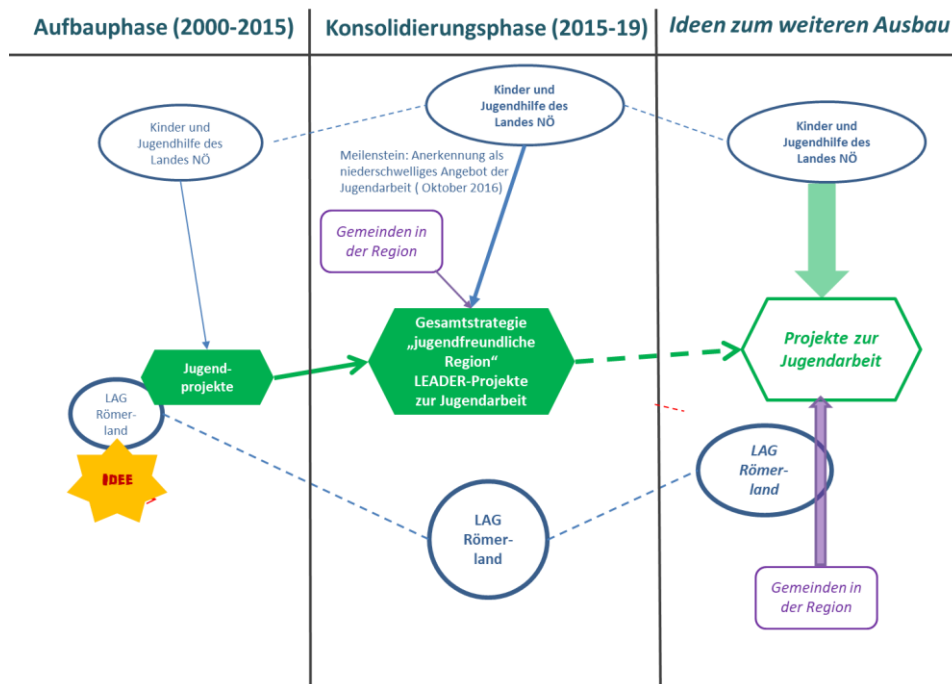 Aufbauphase (2000-2015)
Konsolidierungsphase (2015-19)
Ideen zum weiteren Ausbau
Kinder und
Jugendhilfe des
Landes NÖ
Kinder und
Jugendhilfe des
Landes NÖ
Kinder und
Jugendhilfe des
Landes NÖ
Meilenstein: Anerkennung als
niederschwelliges Angebot der
Jugendarbeit ( Oktober 2016)
Gemeinden in
der Region
Jugend-
projekte
Gesamtstrategie
„jugendfreundliche
Region“
LEADER-Projekte
zur Jugendarbeit
Projekte zur
Jugendarbeit
LAG
Römer-
land
IDEE
LAG
Römer-
land
LAG
Römer-
land
Gemeinden in
der Region